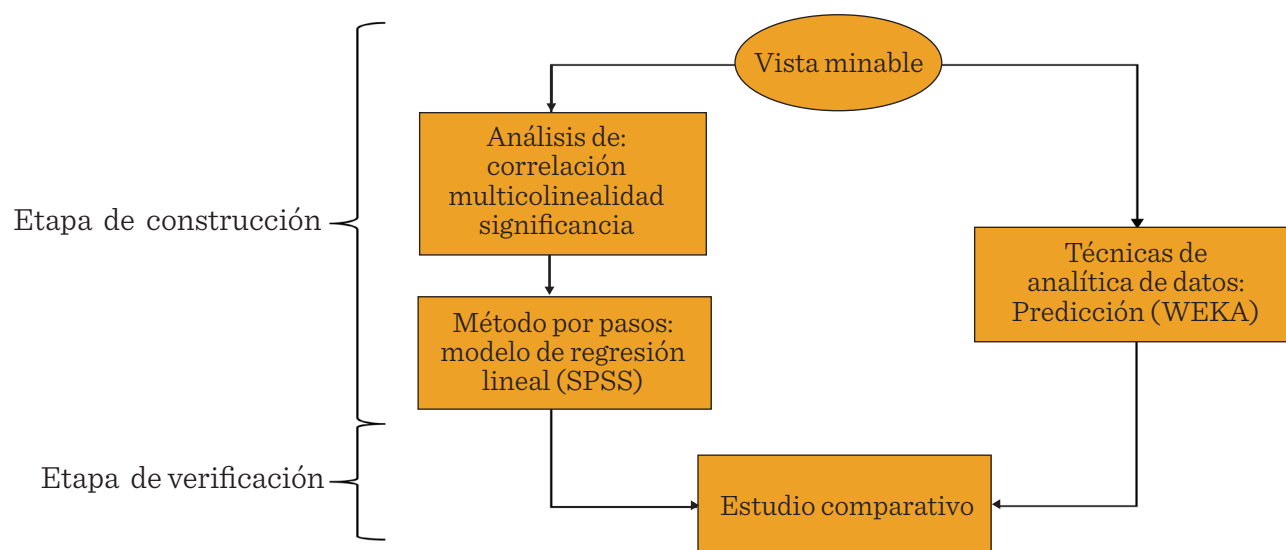 Vista minable
Análisis de:
correlación
multicolinealidad
significancia
Etapa de construcción
Técnicas de
analítica de datos:
Predicción (WEKA)
Método por pasos:
modelo de regresión
lineal (SPSS)
Etapa de verificación
Estudio comparativo